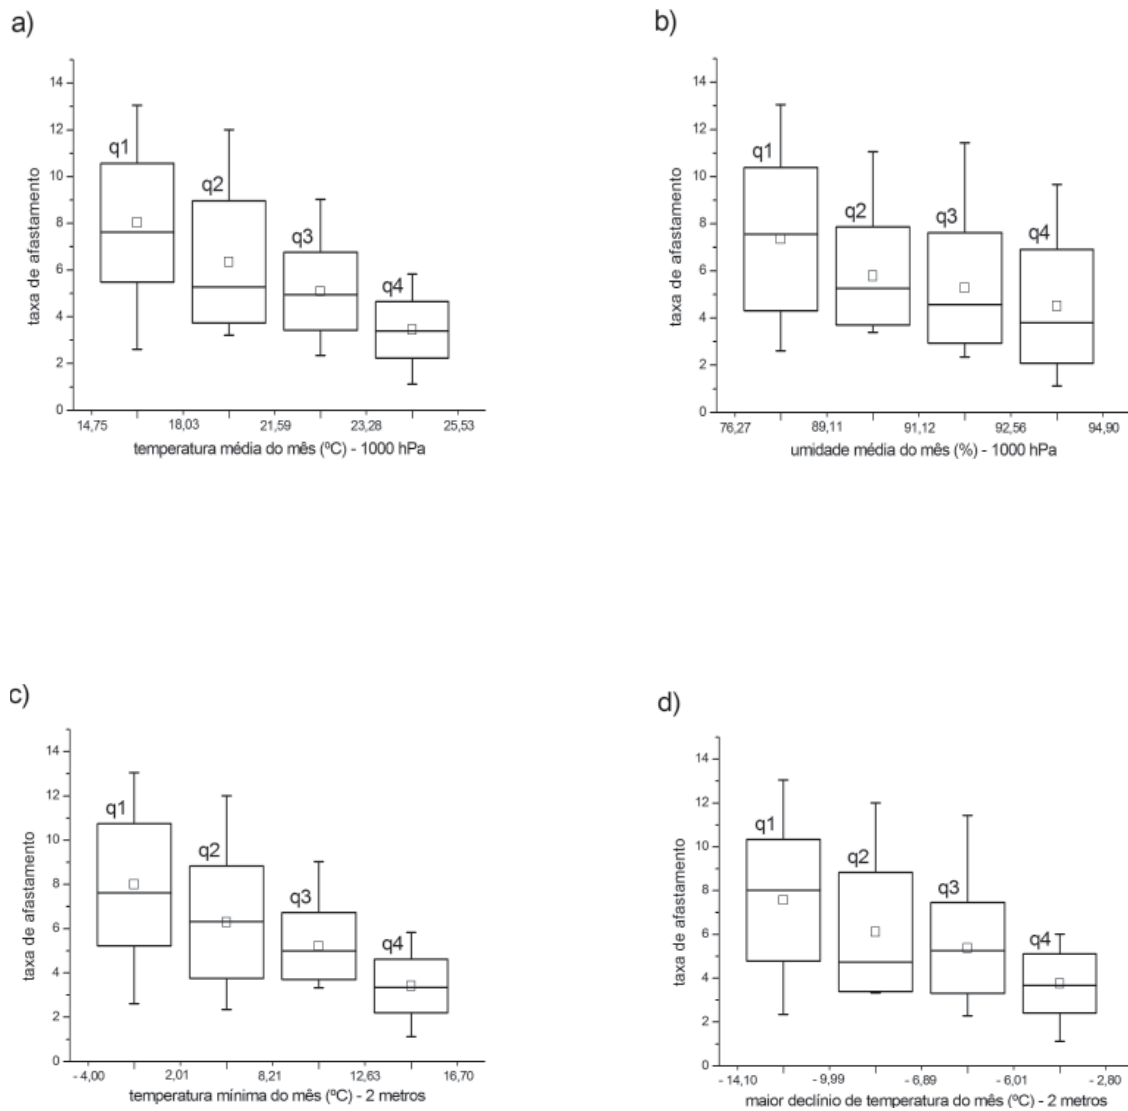 a)
14
12
10
8
6
4
2
0
taxa de afastamento
q1
q2
q3
q4
14,75 18,03 21,59 23,28 25,53
temperatura média do mês (ºC) - 1000 hPa
b)
14
12
10
8
6
4
2
0
taxa de afastamento
q1
q2
q3
q4
76,27 89,11 91,12 92,56 94,90
umidade média do mês (%) - 1000 hPa
c)
14
12
10
8
6
4
2
0
taxa de afastamento
q1
q2
q3
q4
- 4,00 2,01 8,21 12,63 16,70
temperatura mínima do mês (ºC) - 2 metros
d)
14
12
10
8
6
4
2
0
taxa de afastamento
q1
q2
q3
q4
- 14,10 - 9,99 - 6,89 - 6,01 - 2,80
maior declínio de temperatura do mês (ºC) - 2 metros